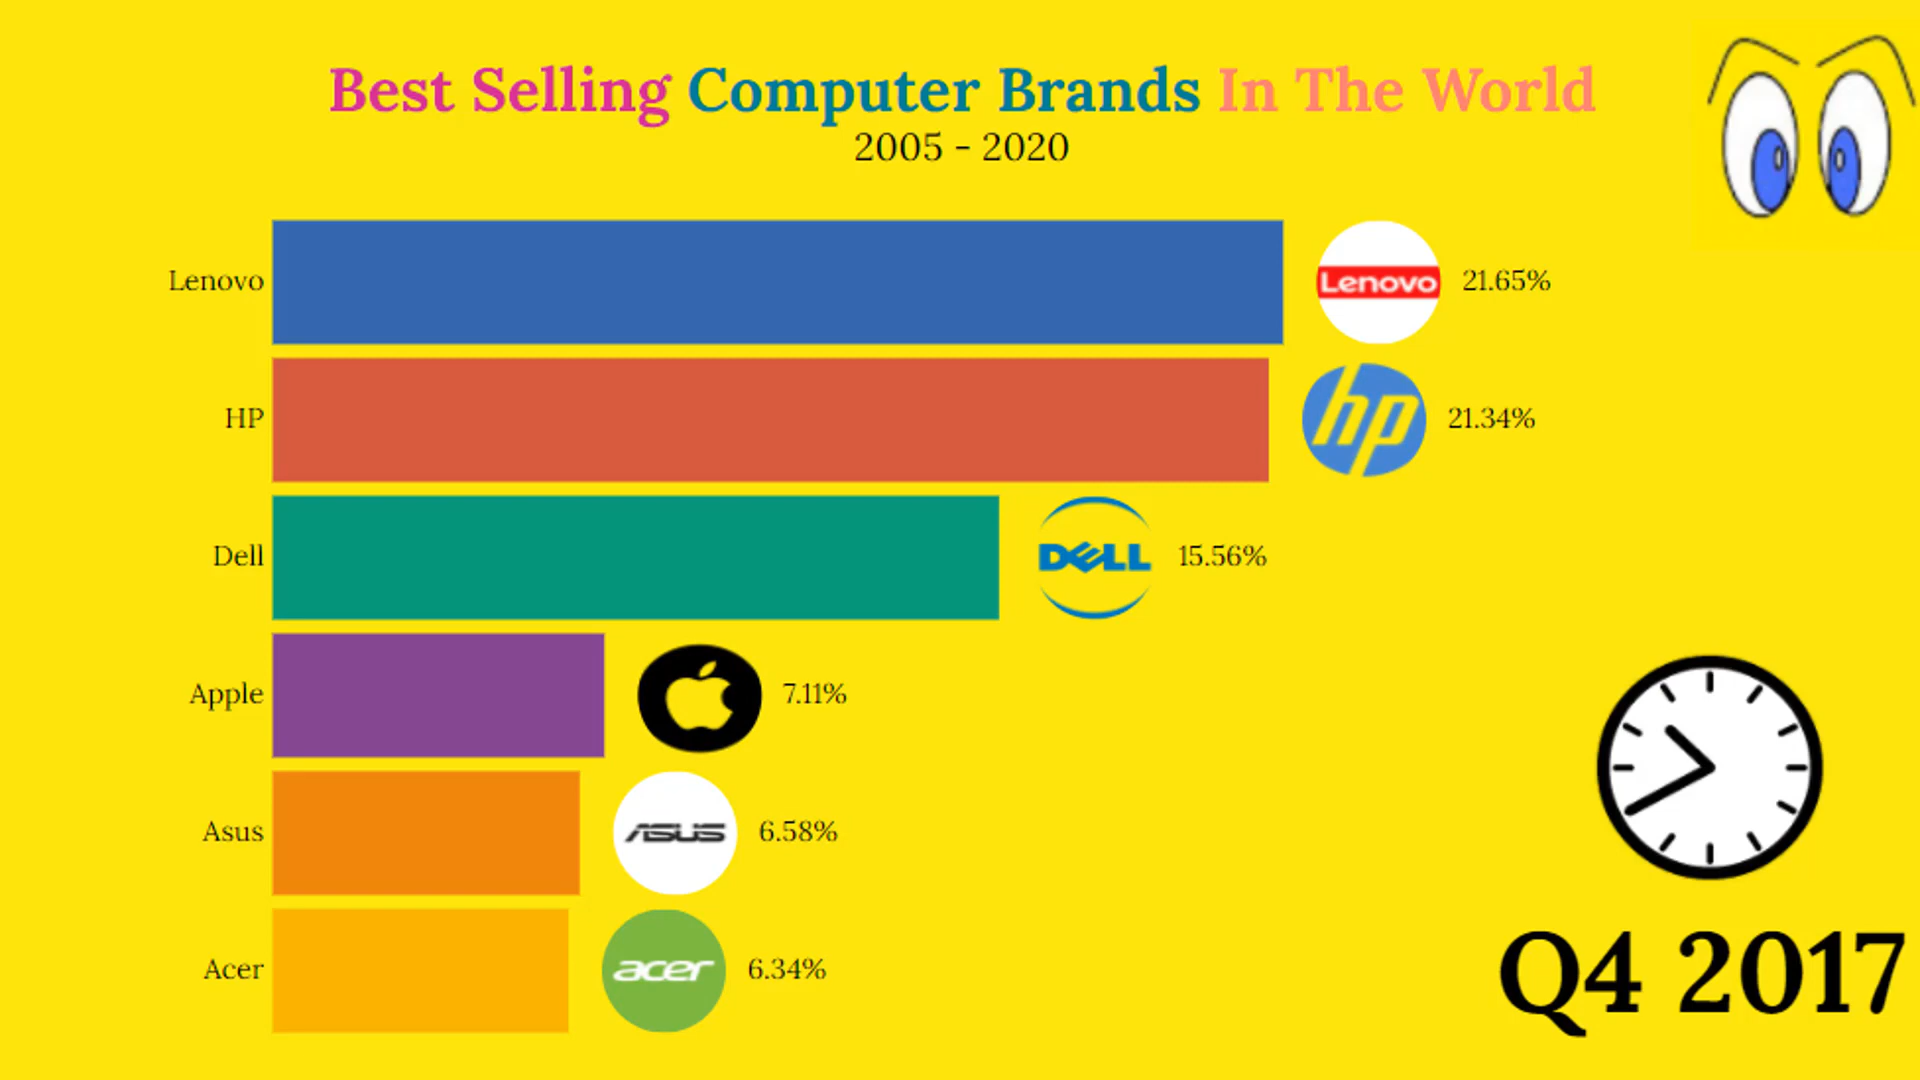 Best Selling Computer Brands In The World
2005 - 2020
Lenovo Lenovo 21.65%
HP hp 21.34%
Dell DELL 15.56%
Apple 7.11%
Asus ASUS 6.58%
Acer acer 6.34%
Q4 2017